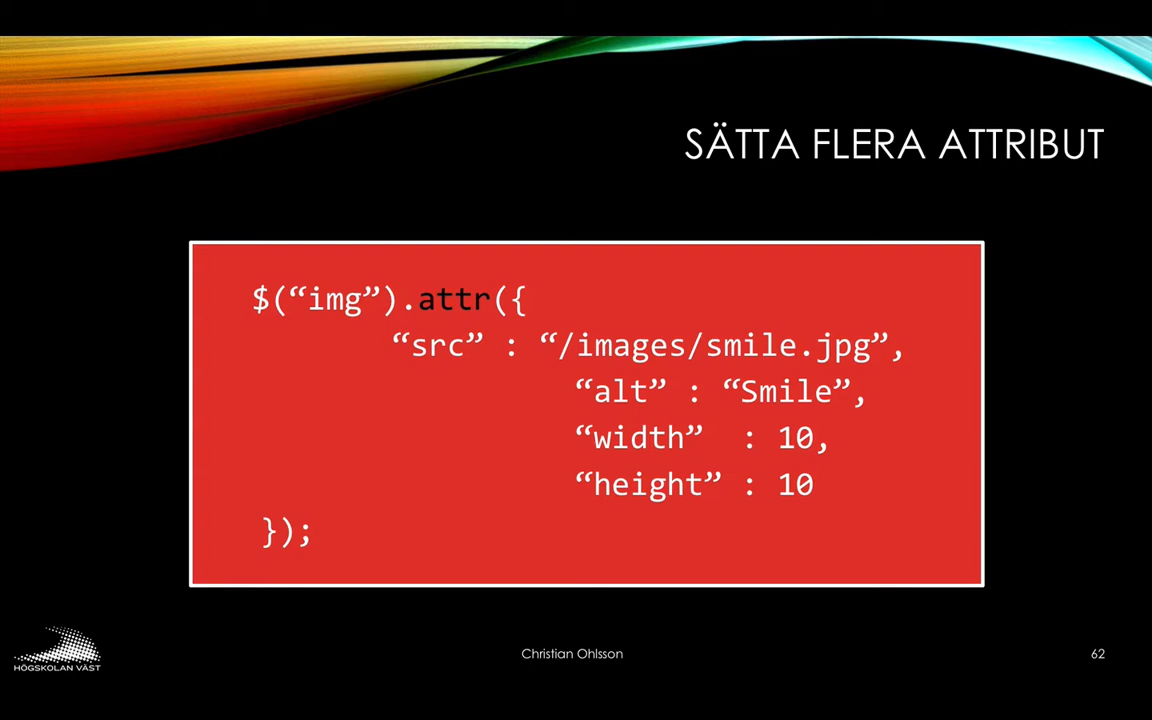 SÄTTA FLERA ATTRIBUT
$(“img”).attr({
“src” : “/images/smile.jpg”,
“alt” : “Smile”,
“width” : 10,
“height” : 10
});
HÖGSKOLAN VÄST
Christian Ohlsson
62